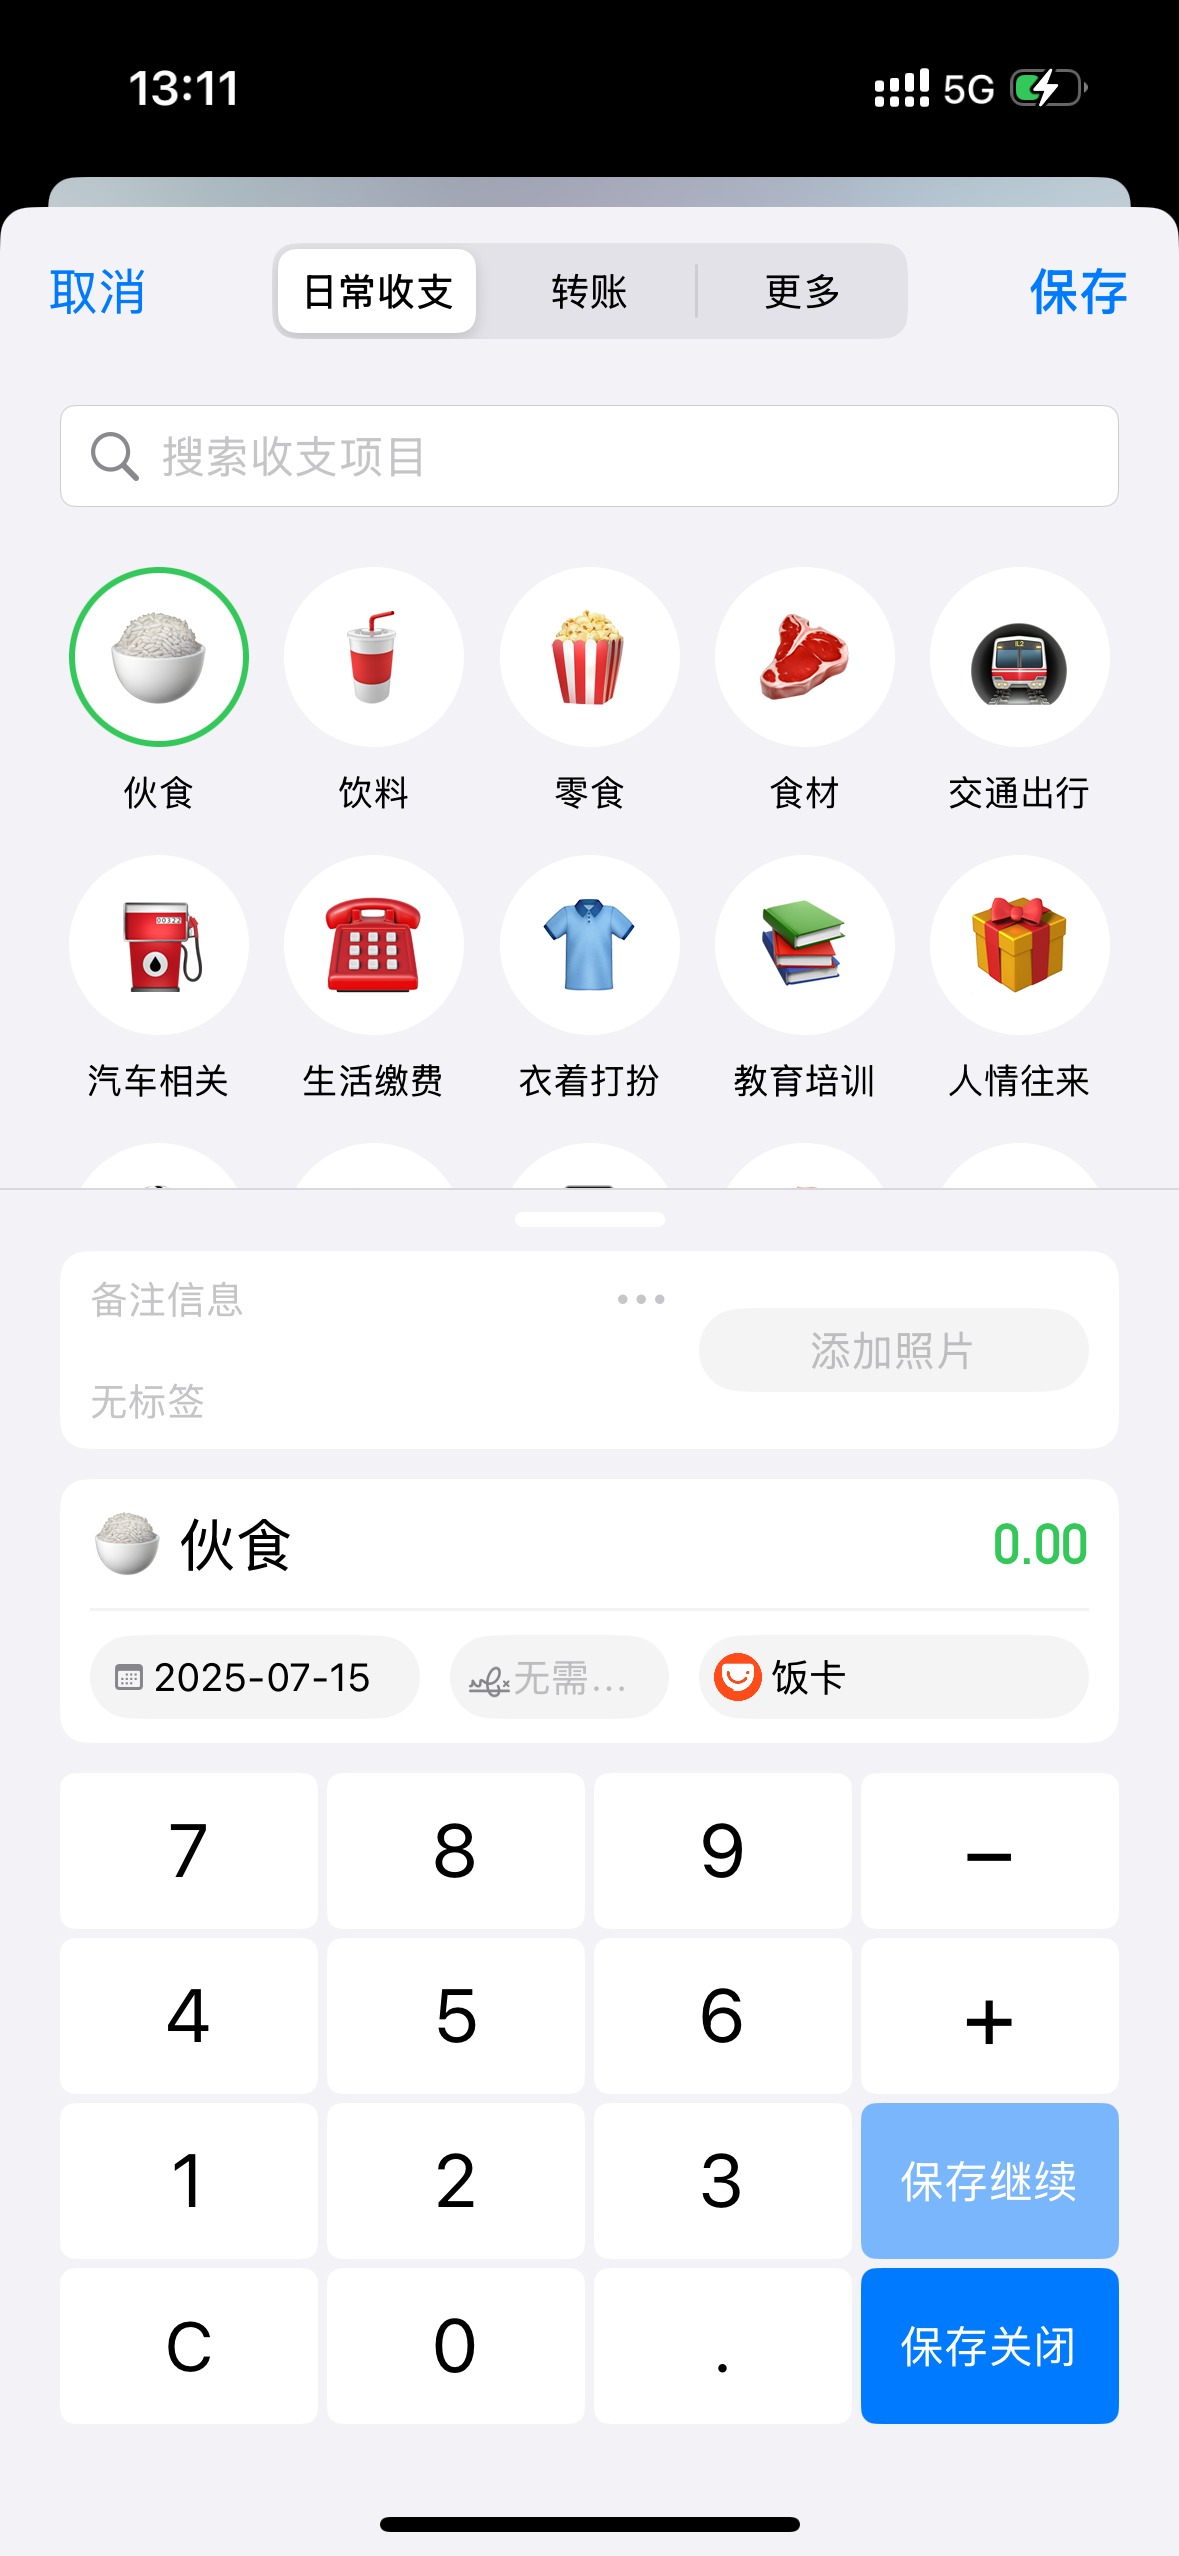 13:11
5G
取消
日常收支
转账
更多
保存
搜索收支项目
伙食
饮料
零食
食材
交通出行
汽车相关
生活缴费
衣着打扮
教育培训
人情往来
备注信息
添加照片
无标签
伙食
0.00
2025-07-15
无需...
饭卡
7
8
9
−
4
5
6
+
1
2
3
保存继续
C
0
.
保存关闭